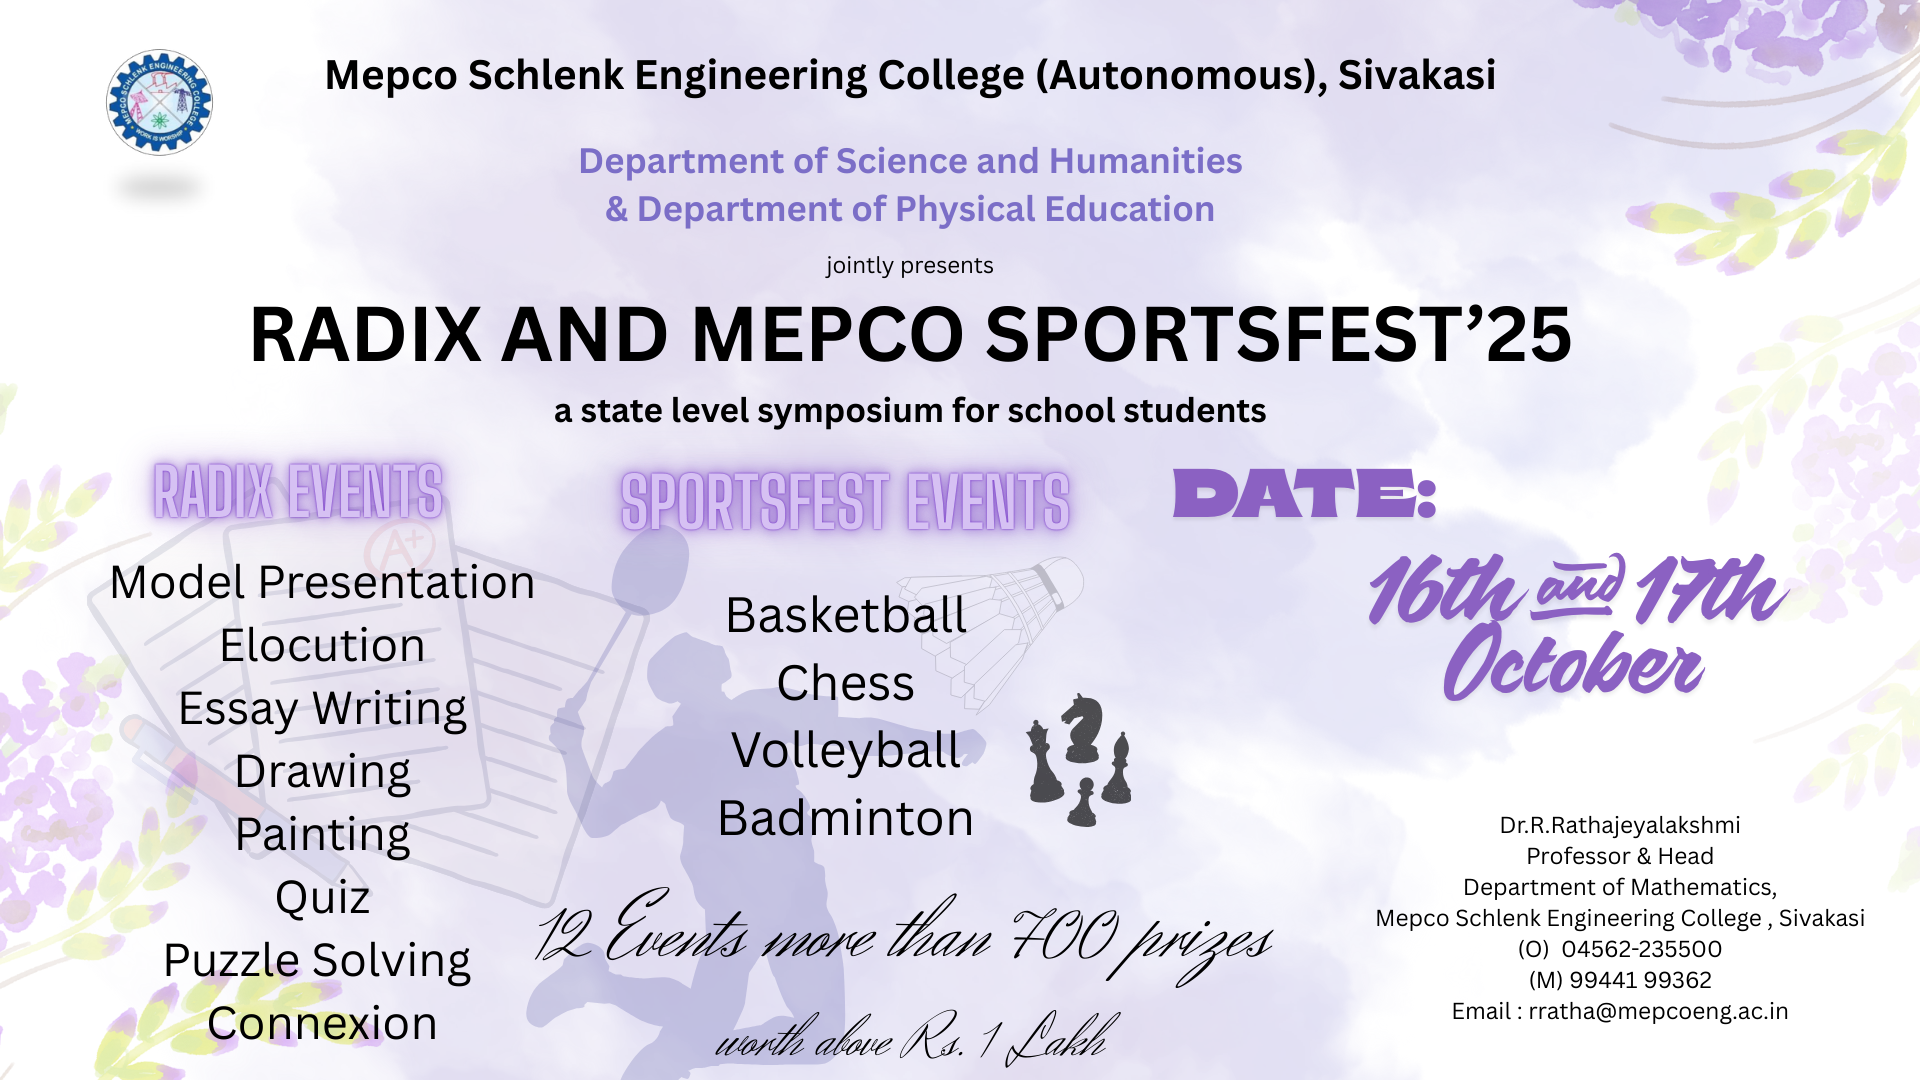 MEPCO SCHLENK ENGINEERING COLLEGE
WORK IS WORSHIP
Mepco Schlenk Engineering College (Autonomous), Sivakasi
Department of Science and Humanities
& Department of Physical Education
jointly presents
RADIX AND MEPCO SPORTSFEST’25
a state level symposium for school students
RADIX EVENTS
A+
Model Presentation
Elocution
Essay Writing
Drawing
Painting
Quiz
Puzzle Solving
Connexion
SPORTSFEST EVENTS
Basketball
Chess
Volleyball
Badminton
12 Events more than 700 prizes
worth above Rs. 1 Lakh
DATE:
16th and 17th
October
Dr.R.Rathajeyalakshmi
Professor & Head
Department of Mathematics,
Mepco Schlenk Engineering College , Sivakasi
(O)  04562-235500
(M) 99441 99362
Email : rratha@mepcoeng.ac.in